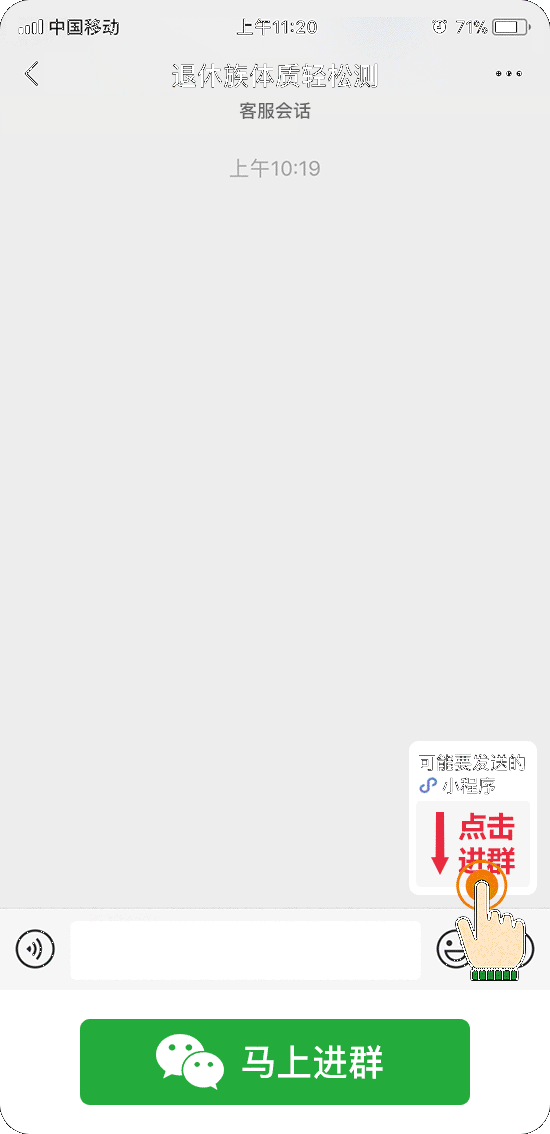 中国移动 上午11:20 71%
退休族体质轻松测
客服会话
上午10:19
可能要发送的
小程序
点击
进群
马上进群